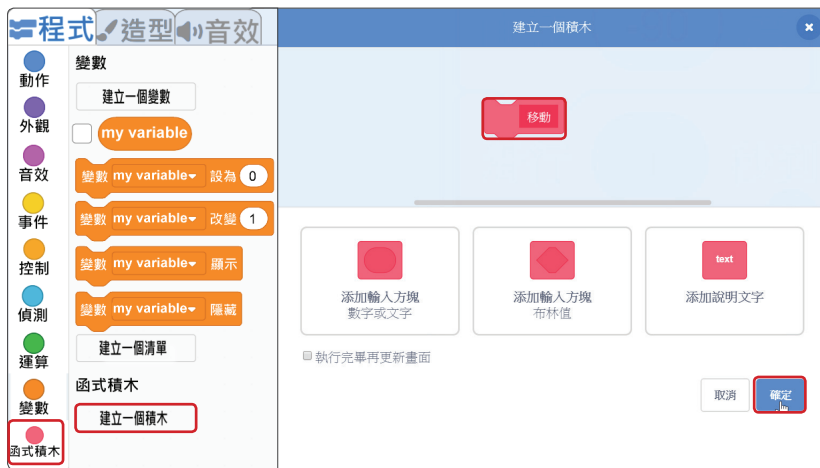 程式
造型
音效
動作
外觀
音效
事件
控制
偵測
運算
變數
函式積木
變數
建立一個變數
my variable
變數 my variable 設為 0
變數 my variable 改變 1
變數 my variable 顯示
變數 my variable 隱藏
建立一個清單
函式積木
建立一個積木
建立一個積木
移動
添加輸入方塊
數字或文字
添加輸入方塊
布林值
text
添加說明文字
執行完畢再更新畫面
取消
確定